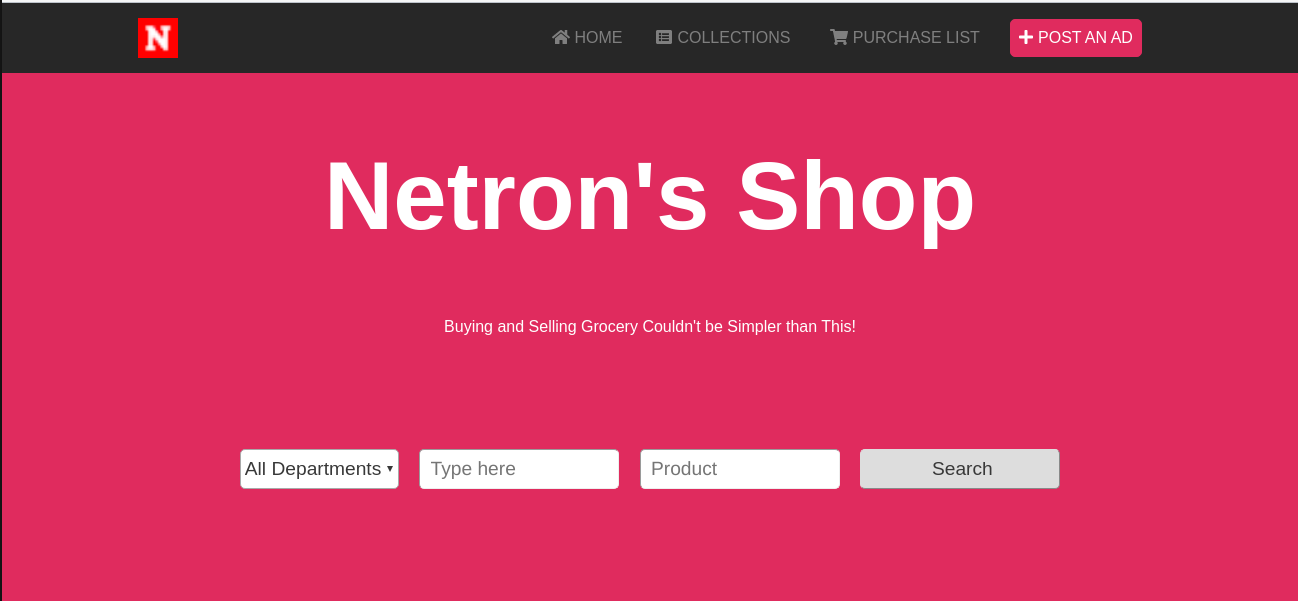 N
HOME
COLLECTIONS
PURCHASE LIST
POST AN AD
Netron's Shop
Buying and Selling Grocery Couldn't be Simpler than This!
All Departments
Type here
Product
Search